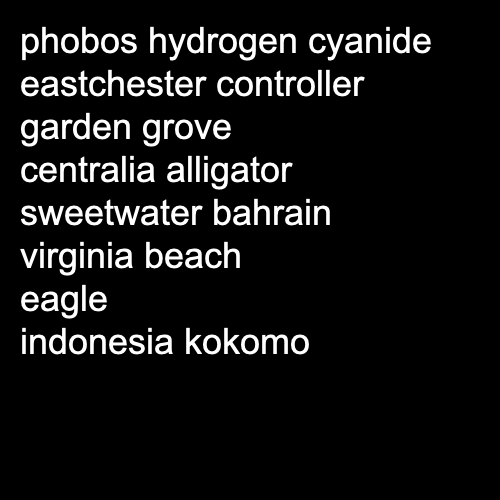 phobos hydrogen cyanide
eastchester controller
garden grove
centralia alligator
sweetwater bahrain
virginia beach
eagle
indonesia kokomo